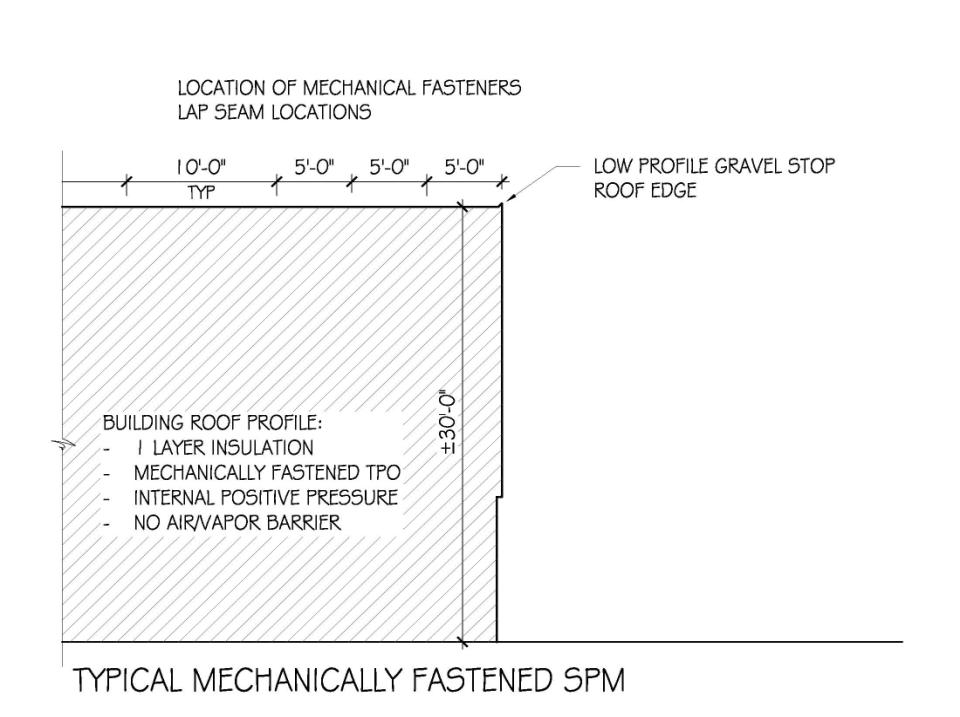 LOCATION OF MECHANICAL FASTENERS
LAP SEAM LOCATIONS
10'-0" 5'-0" 5'-0" 5'-0"
TYP
LOW PROFILE GRAVEL STOP
ROOF EDGE
±30'-0"
BUILDING ROOF PROFILE:
- 1 LAYER INSULATION
- MECHANICALLY FASTENED TPO
- INTERNAL POSITIVE PRESSURE
- NO AIR/VAPOR BARRIER
TYPICAL MECHANICALLY FASTENED SPM